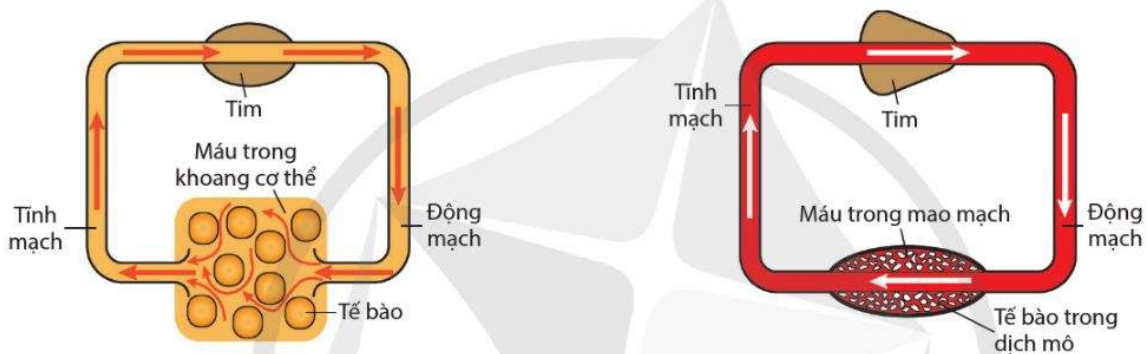 Tim
Máu trong
khoang cơ thể
Tĩnh
mạch
Động
mạch
Tế bào
Tĩnh
mạch
Tim
Máu trong mao mạch
Động
mạch
Tế bào trong
dịch mô